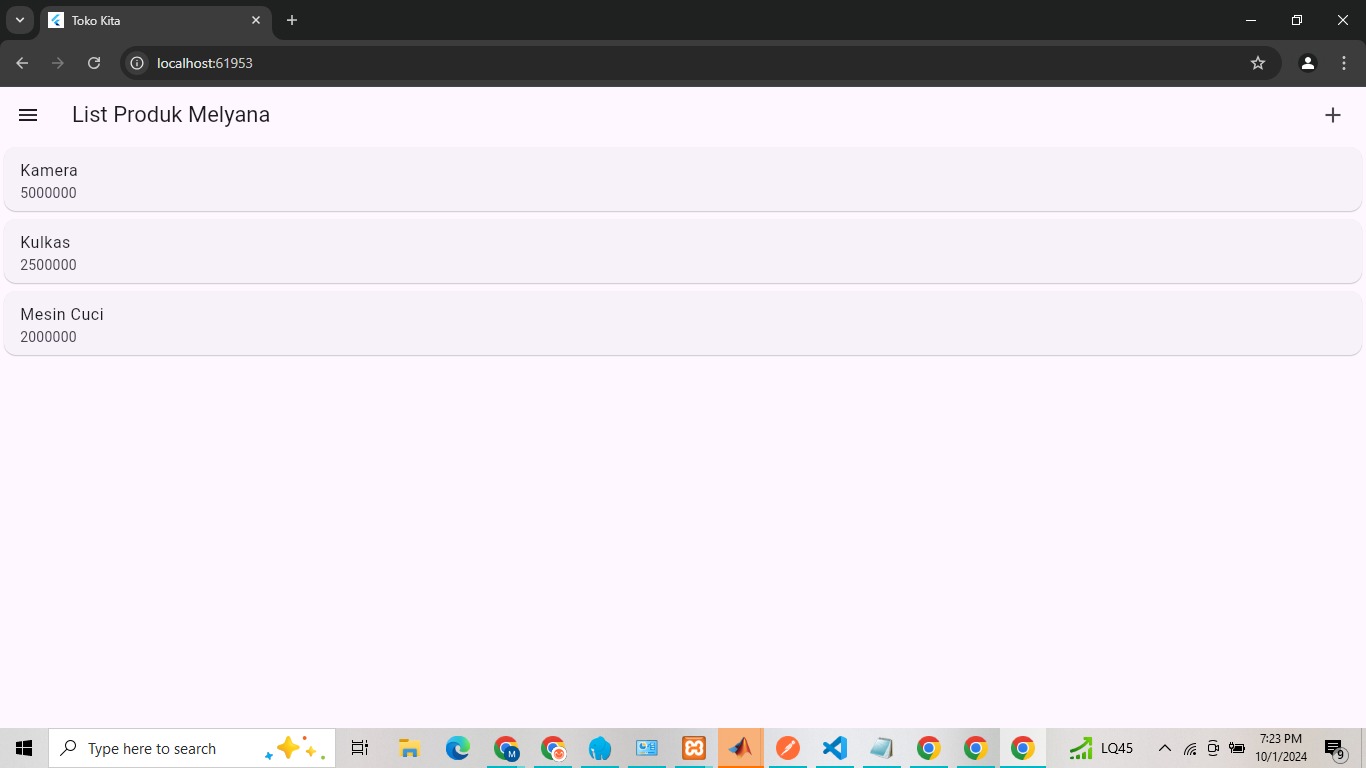 Toko Kita
localhost:61953
List Produk Melyana
Kamera
5000000
Kulkas
2500000
Mesin Cuci
2000000
Type here to search
M
LQ45
7:23 PM
10/1/2024
9